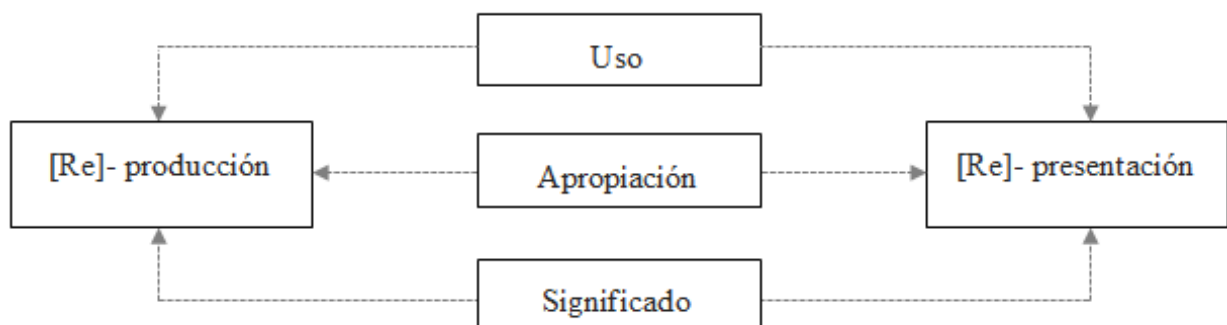 Uso
[Re]- producción
Apropiación
[Re]- presentación
Significado